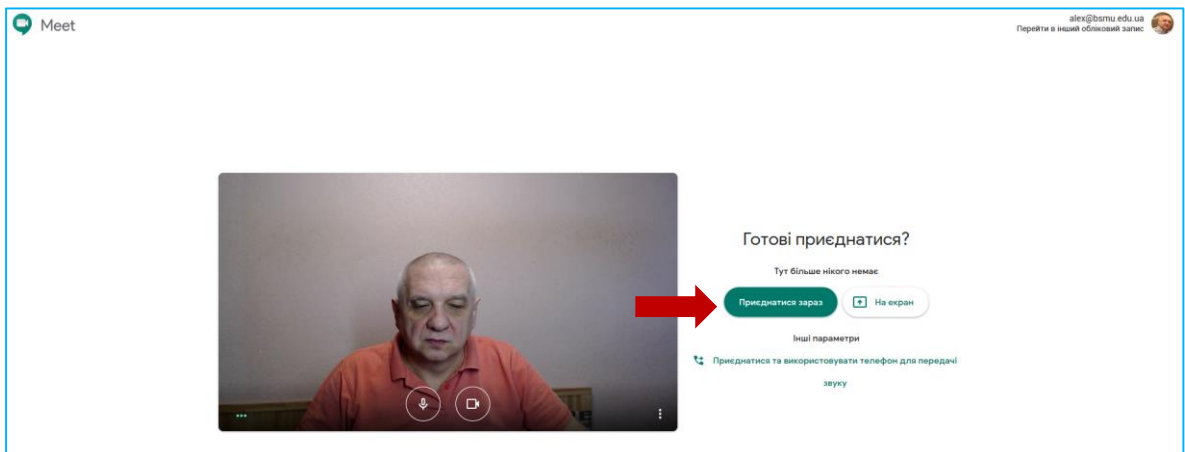 Meet
alex@bsmu.edu.ua
Перейти в інший обліковий запис
Готові приєднатися?
Тут більше нікого немає
Приєднатися зараз
На екран
Інші параметри
Приєднатися та використовувати телефон для передачі
звуку